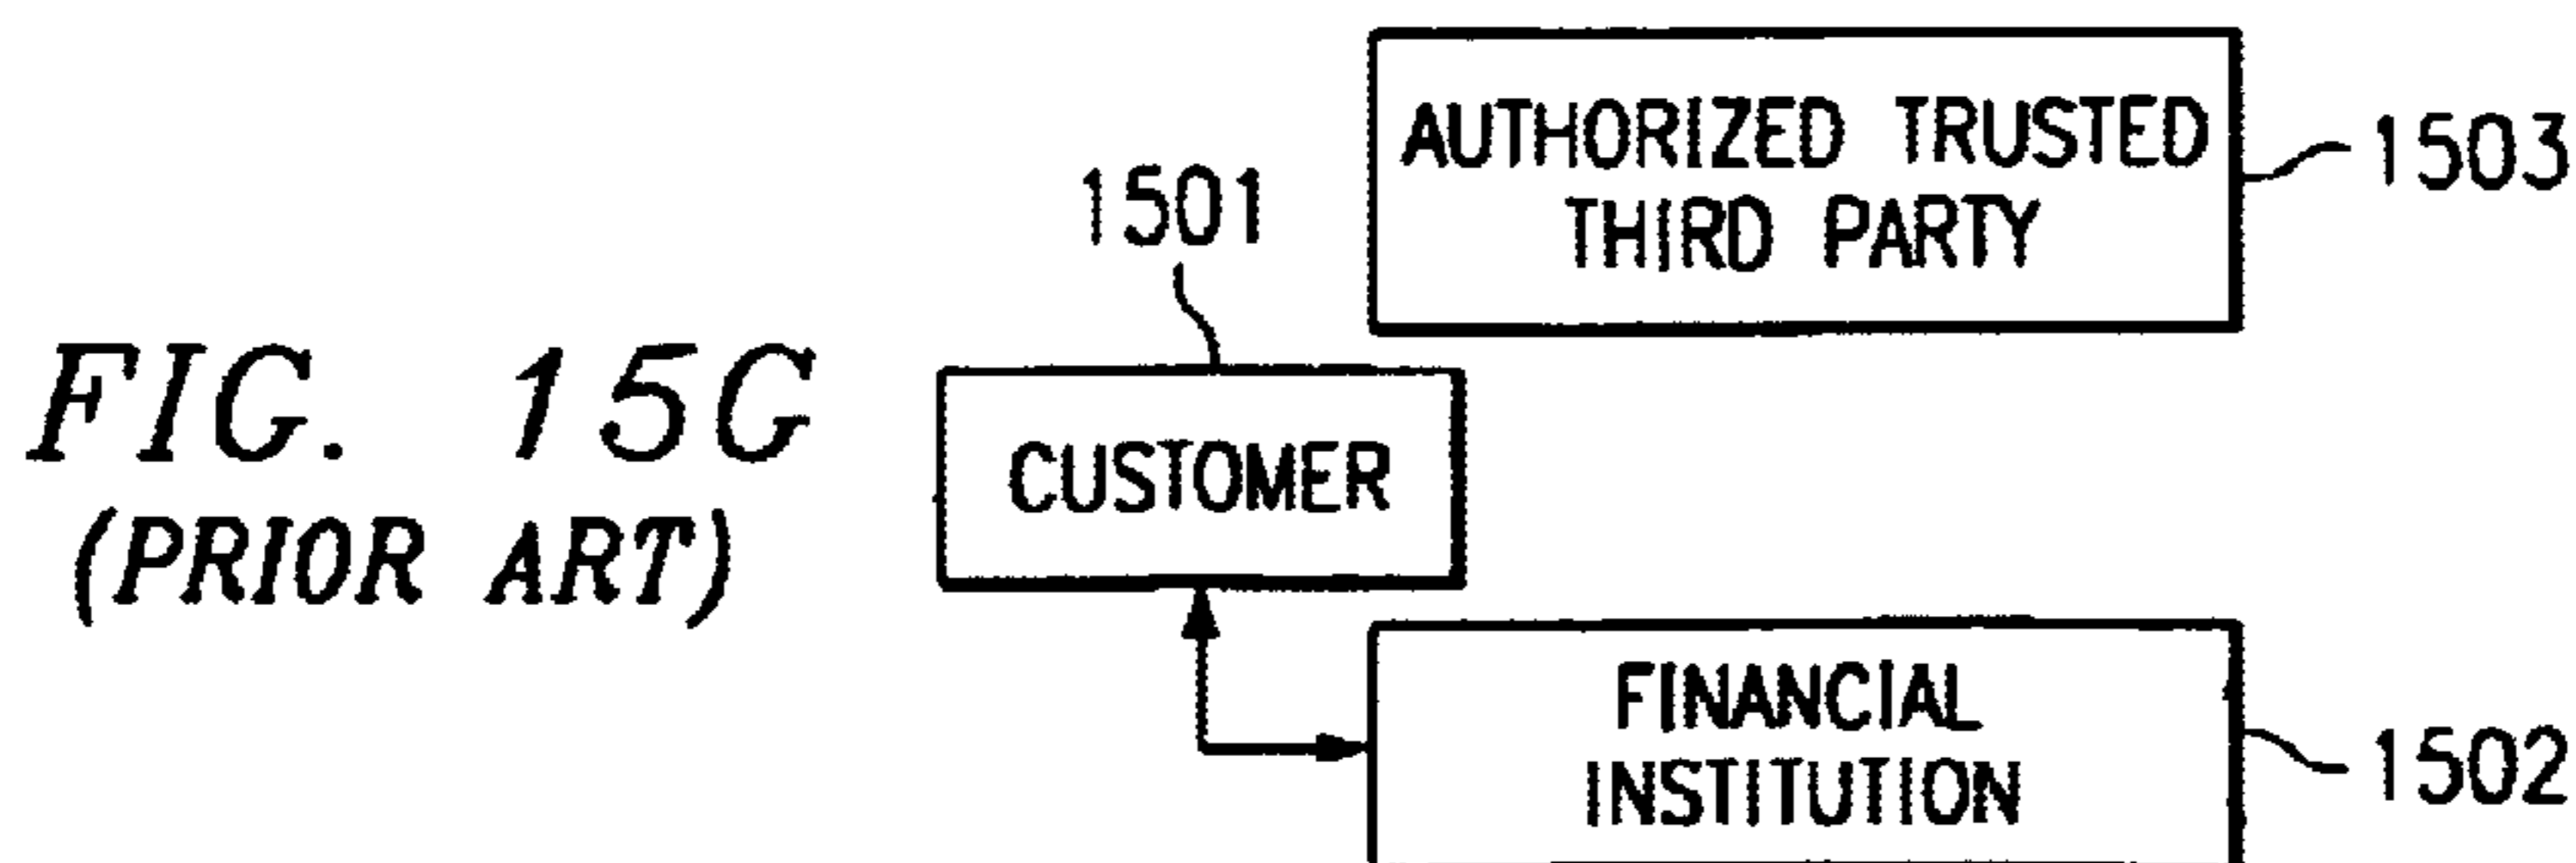 AUTHORIZED TRUSTED
THIRD PARTY
1503
1501
FIG. 15G
(PRIOR ART)
CUSTOMER
FINANCIAL
INSTITUTION
1502